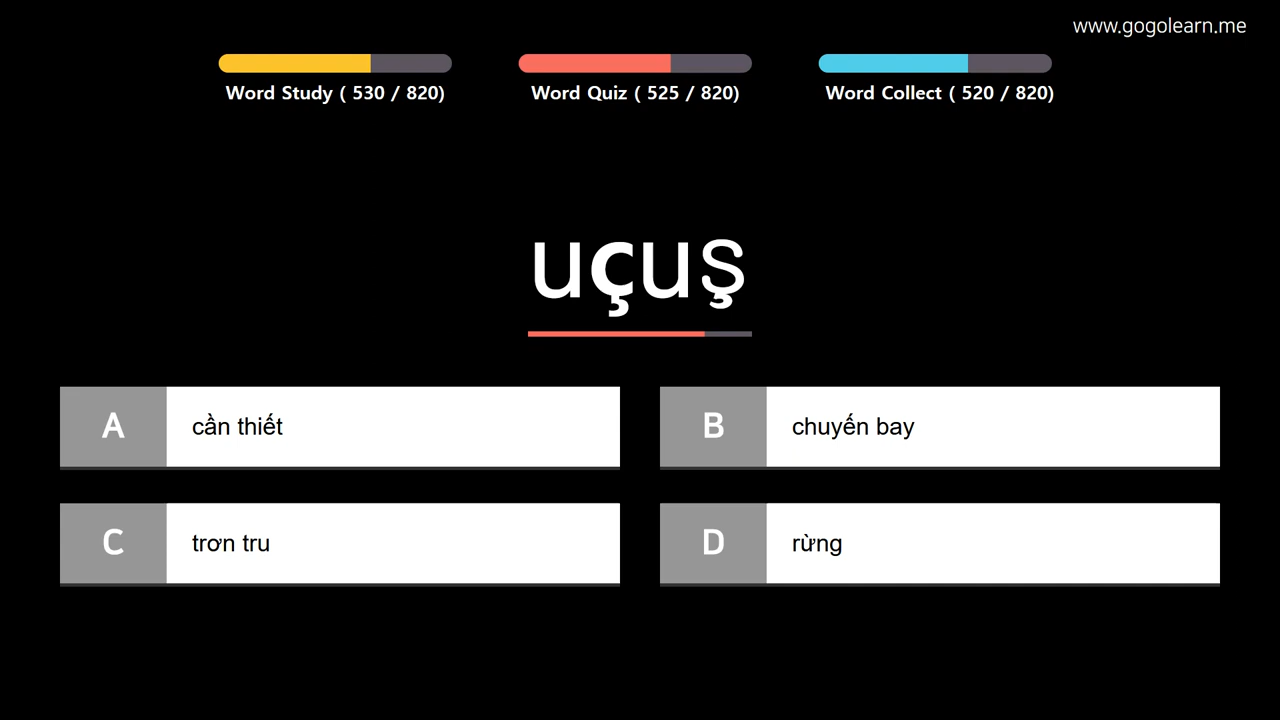 www.gogolearn.me
Word Study ( 530 / 820)
Word Quiz ( 525 / 820)
Word Collect ( 520 / 820)
uçuş
A cần thiết
B chuyến bay
C trơn tru
D rừng